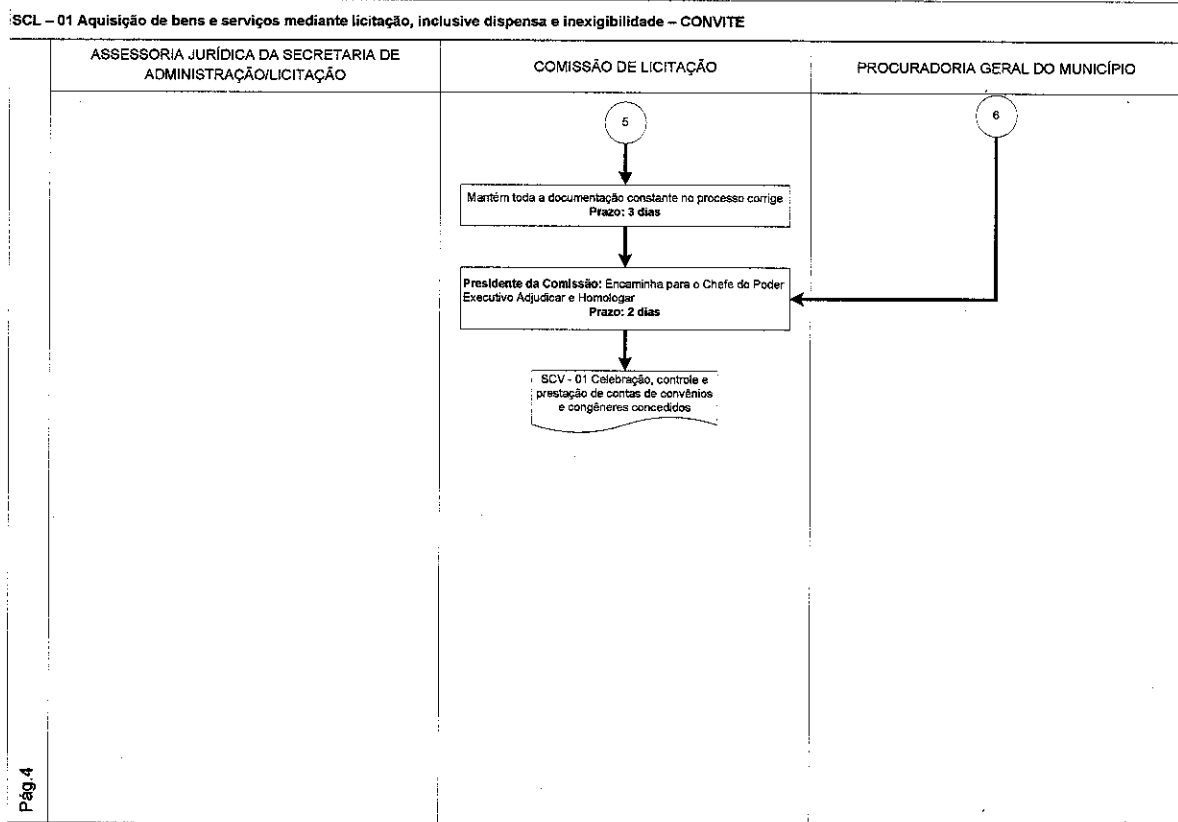 SCL – 01 Aquisição de bens e serviços mediante licitação, inclusive dispensa e inexigibilidade – CONVITE
ASSESSORIA JURÍDICA DA SECRETARIA DE
ADMINISTRAÇÃO/LICITAÇÃO
COMISSÃO DE LICITAÇÃO
PROCURADORIA GERAL DO MUNICÍPIO
5
6
Mantém toda a documentação constante no processo corrige
Prazo: 3 dias
Presidente da Comissão: Encaminha para o Chefe do Poder
Executivo Adjudicar e Homologar
Prazo: 2 dias
SCV - 01 Celebração, controle e
prestação de contas de convênios
e congêneres concedidos
Pág.4